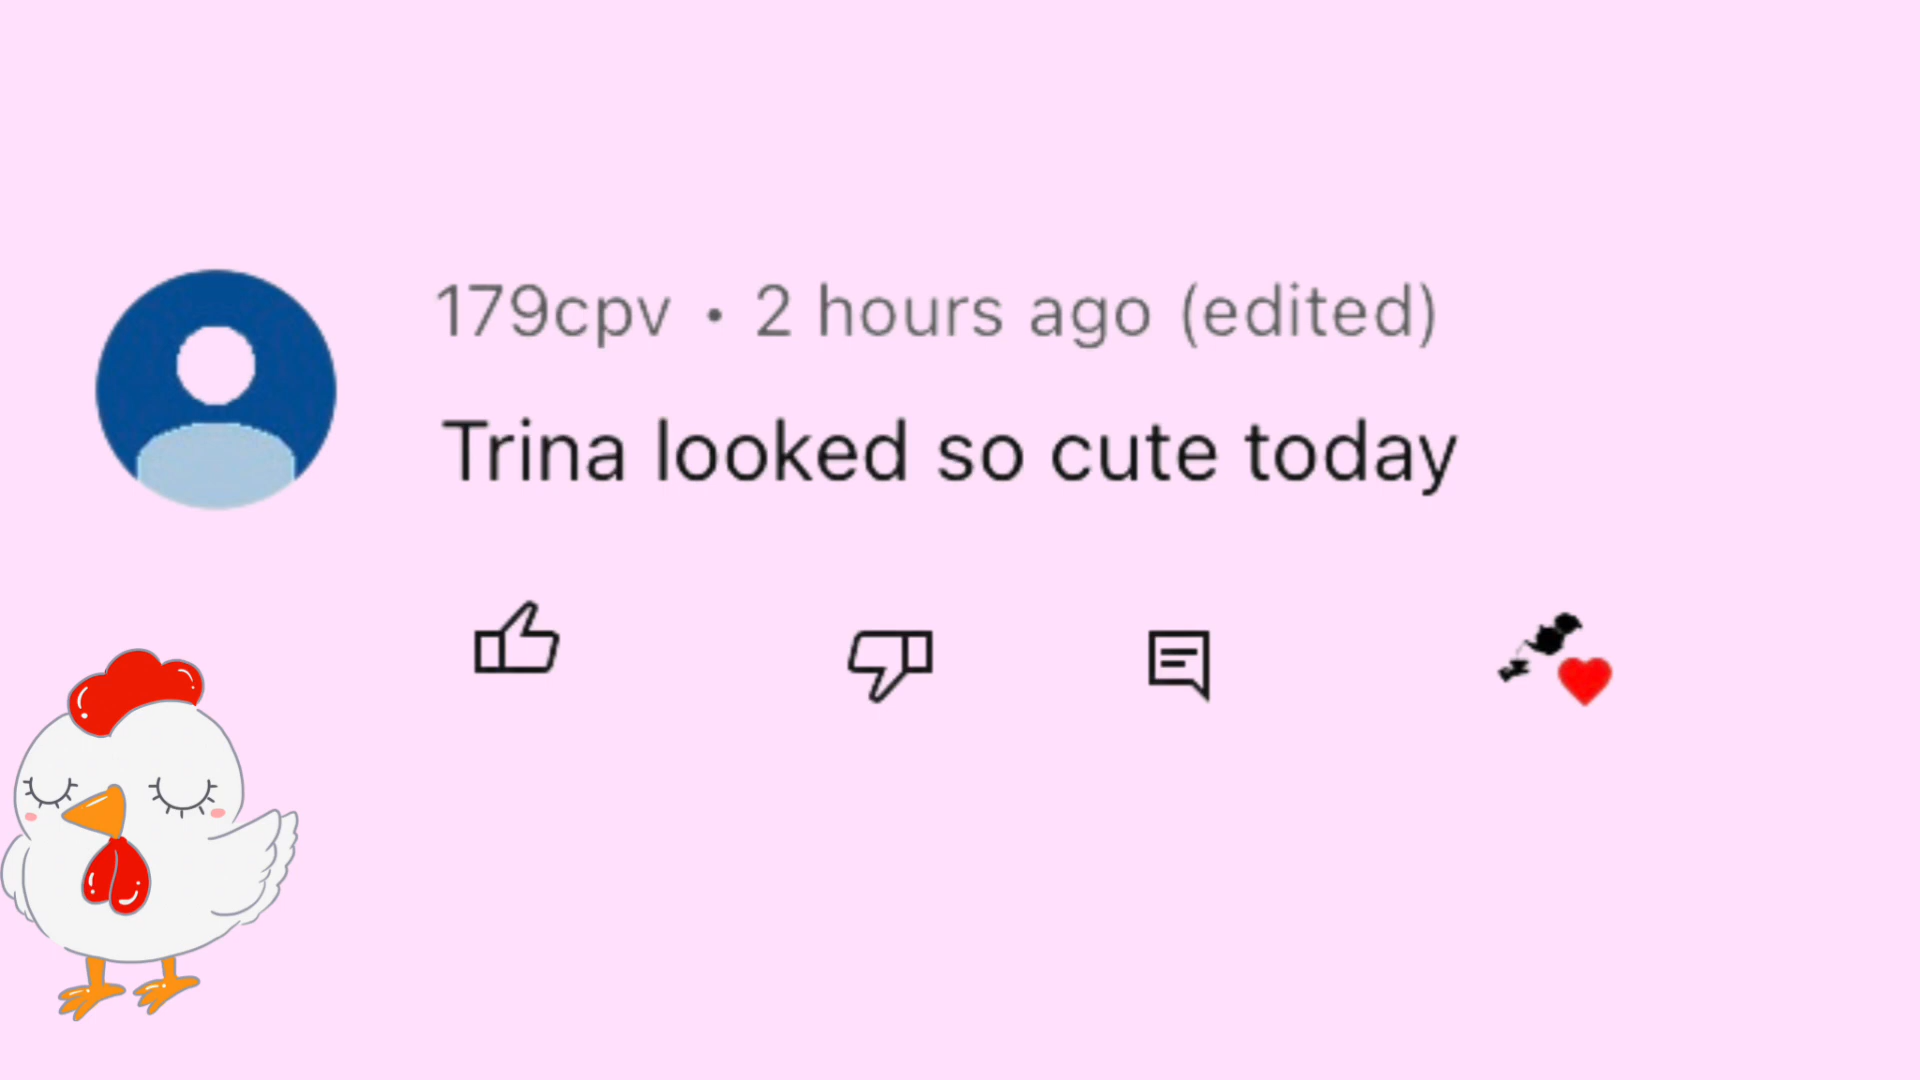 179cpv • 2 hours ago (edited)
Trina looked so cute today